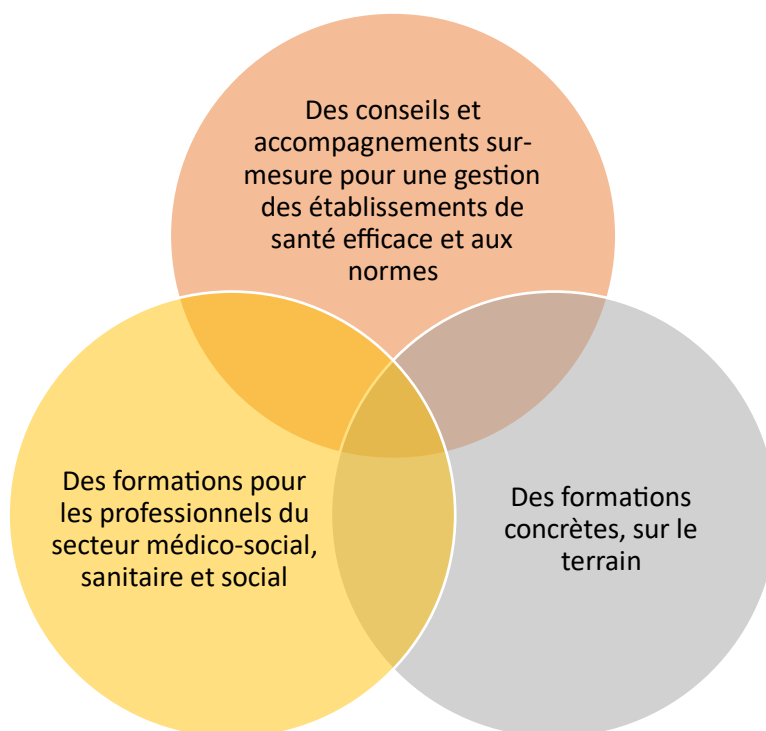 Des conseils et
accompagnements sur-
mesure pour une gestion
des établissements de
santé efficace et aux
normes
Des formations pour
les professionnels du
secteur médico-social,
sanitaire et social
Des formations
concrètes, sur le
terrain